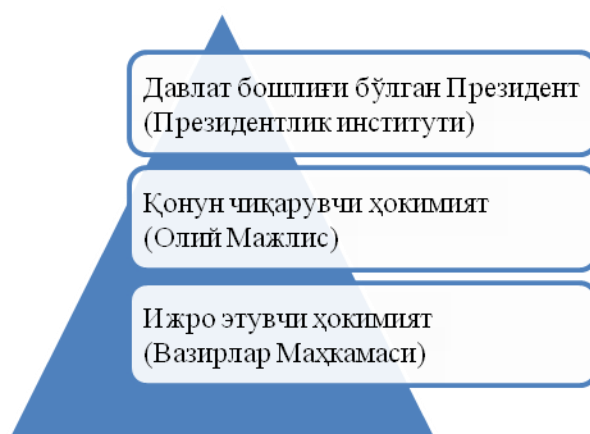 Давлат бошлиғи бўлган Президент
(Президентлик институти)
Қонун чиқарувчи ҳокимият
(Олий Мажлис)
Ижро этувчи ҳокимият
(Вазирлар Маҳкамаси)